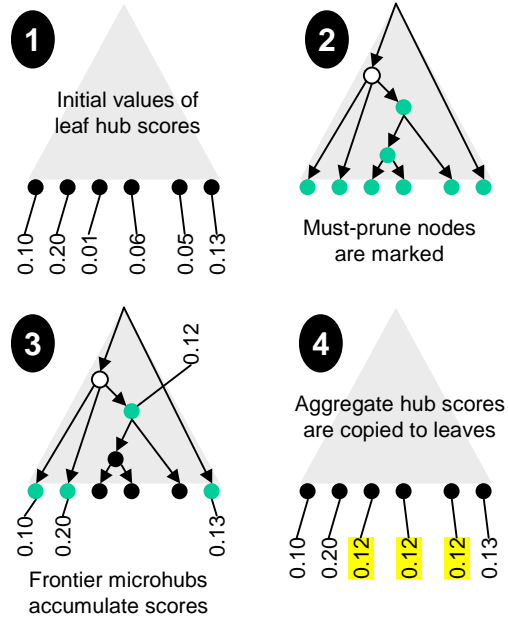 1
Initial values of
leaf hub scores
0.10
0.20
0.01
0.06
0.05
0.13
2
Must-prune nodes
are marked
3
0.12
0.10
0.20
0.13
Frontier microhubs
accumulate scores
4
Aggregate hub scores
are copied to leaves
0.10
0.20
0.12
0.12
0.12
0.13